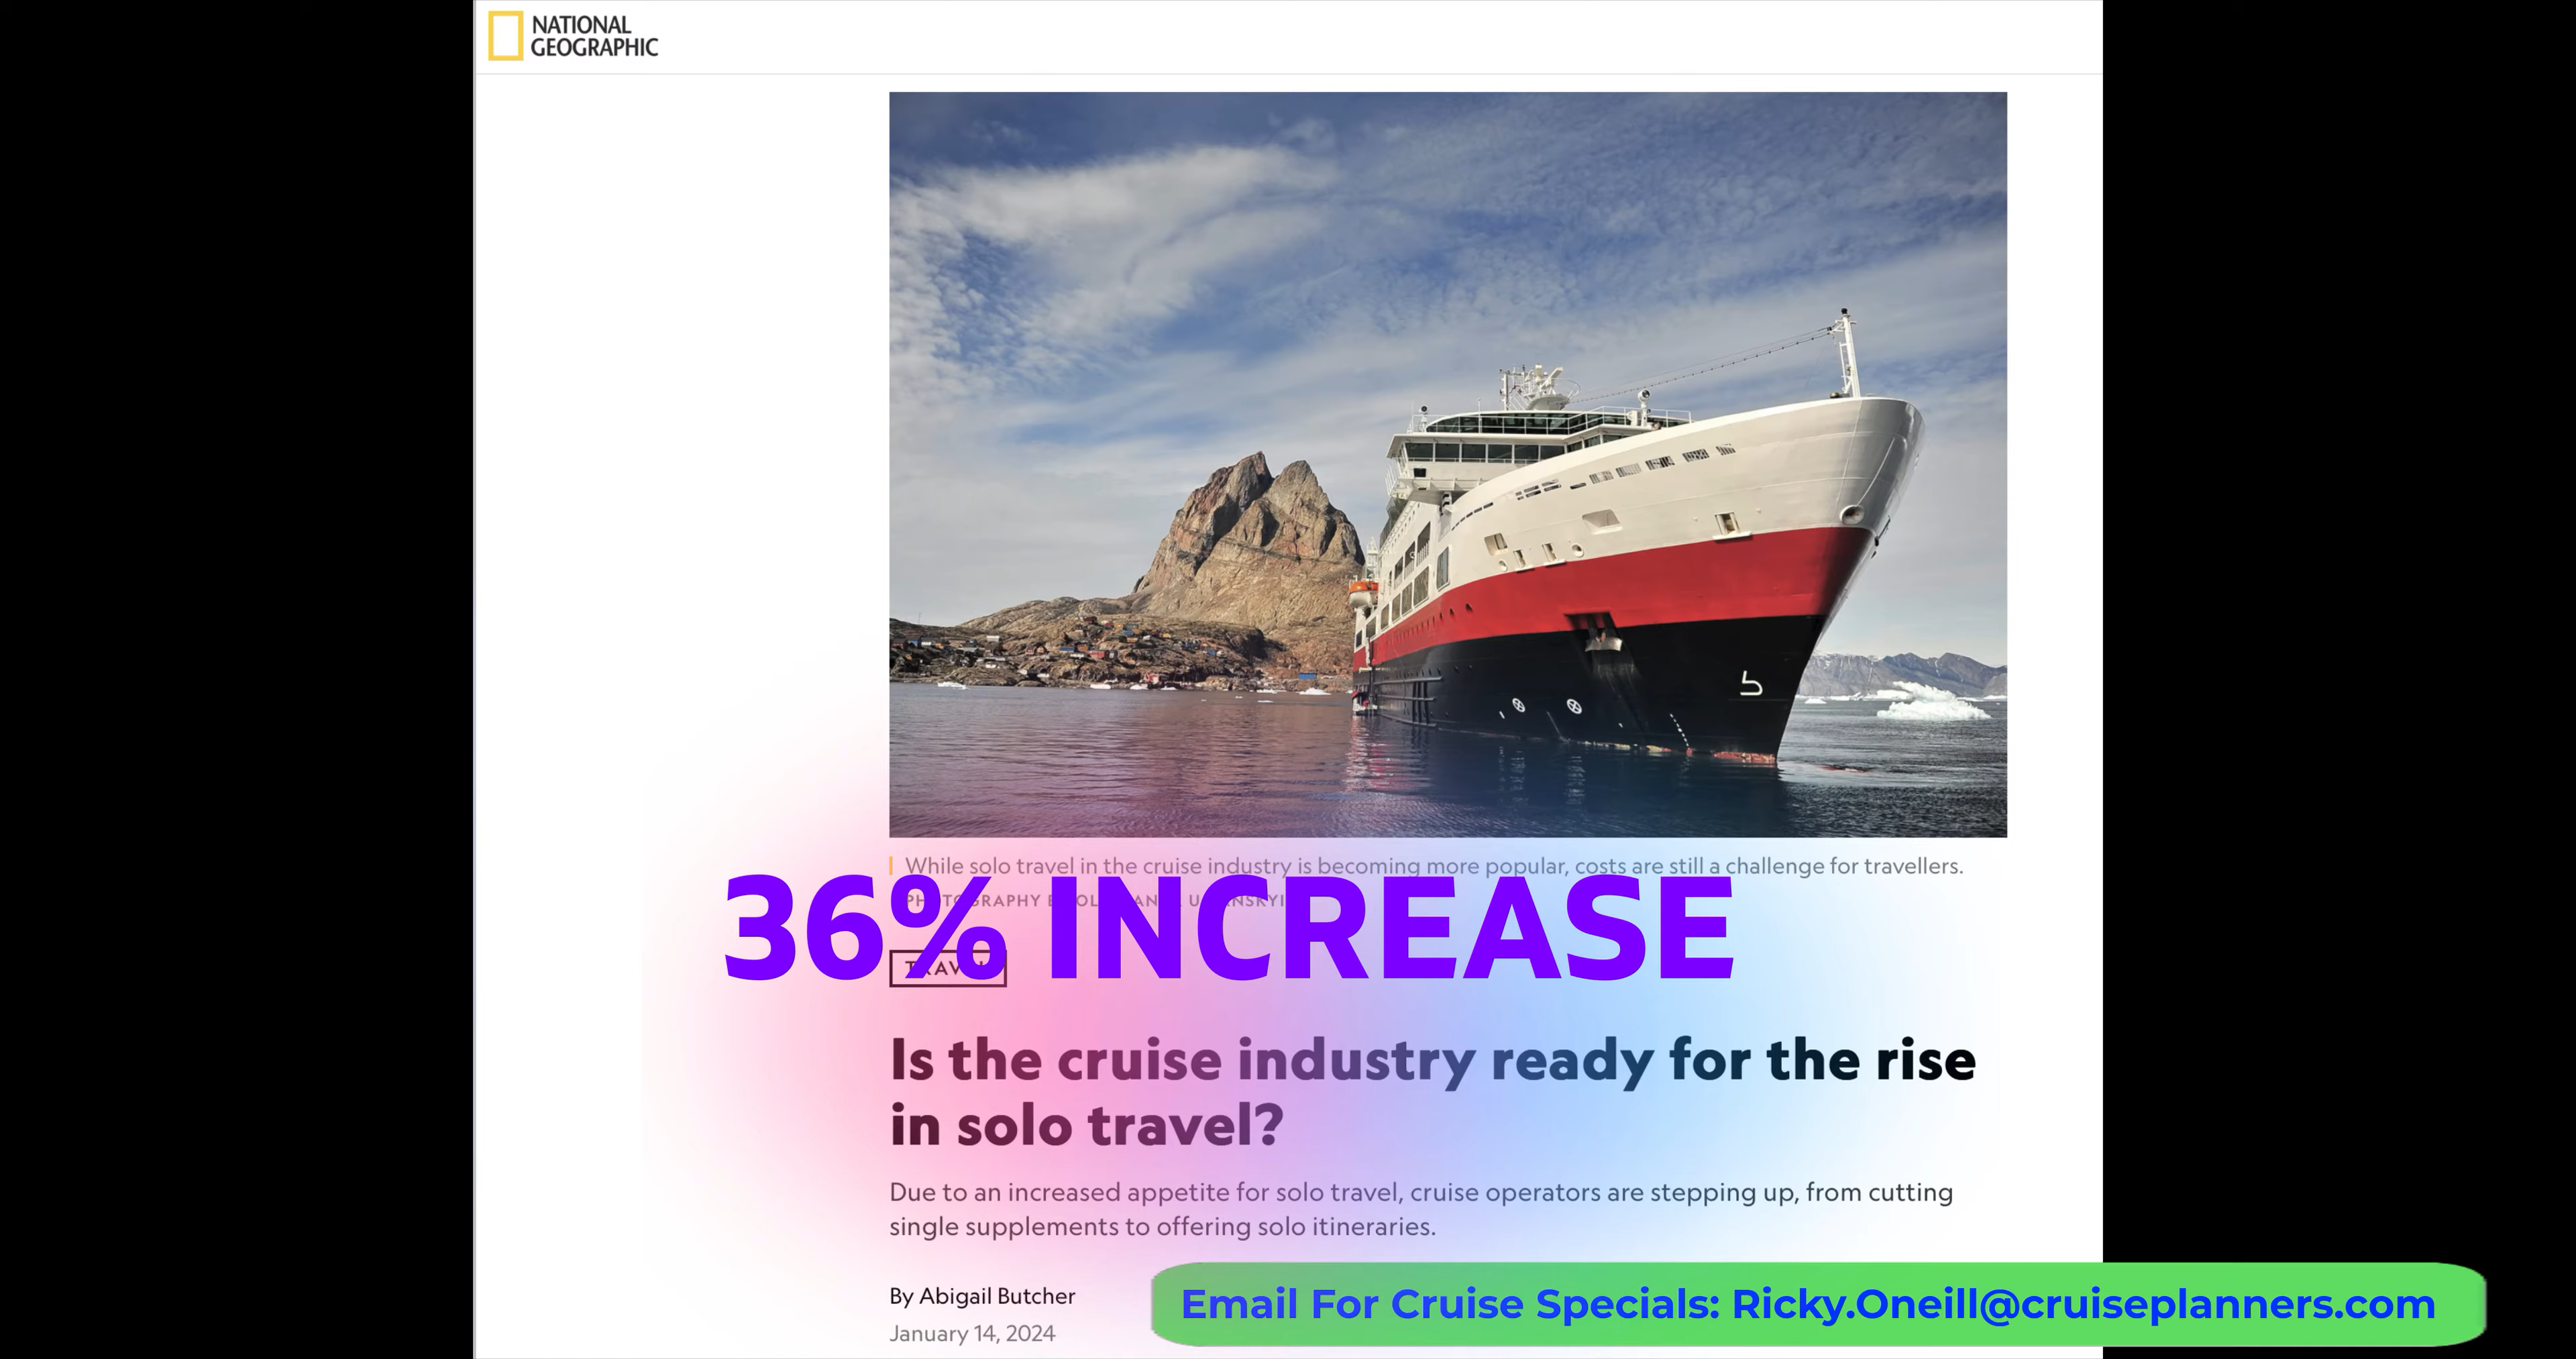 NATIONAL
GEOGRAPHIC
While solo travel in the cruise industry is becoming more popular, costs are still a challenge for travellers.
PHOTOGRAPHY
36% INCREASE
TRAVEL
Is the cruise industry ready for the rise
in solo travel?
Due to an increased appetite for solo travel, cruise operators are stepping up, from cutting
single supplements to offering solo itineraries.
By Abigail Butcher
January 14, 2024
Email For Cruise Specials: Ricky.Oneill@cruiseplanners.com